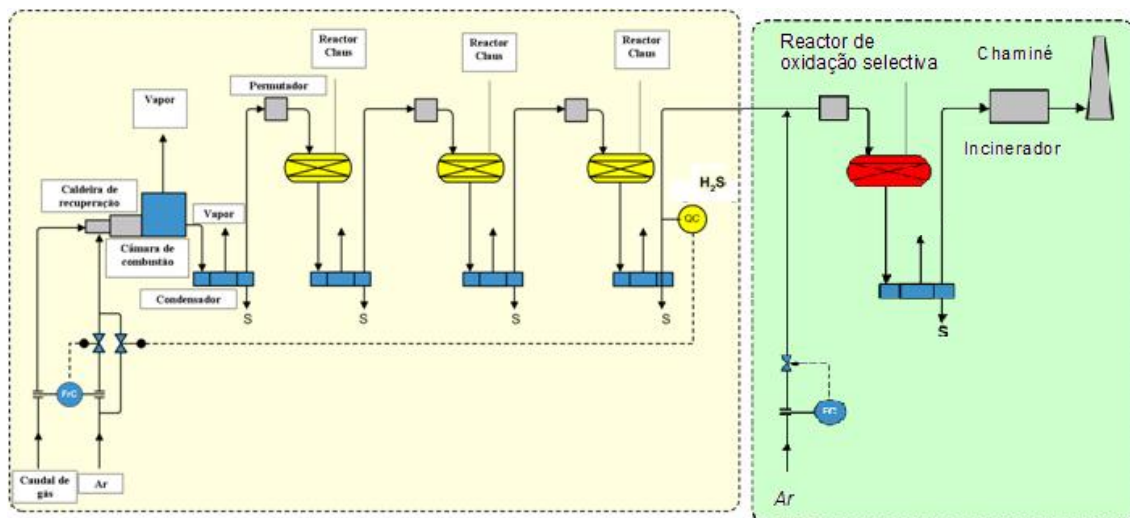 Reactor
Claus
Reactor
Claus
Reactor
Claus
Permutador
Vapor
Caldeira de
recuperação
Vapor
Câmara de
combustão
Condensador
S
S
S
S
H₂S
QC
FrC
Caudal de
gás
Ar
Reactor de
oxidação selectiva
Chaminé
Incinerador
S
Ar